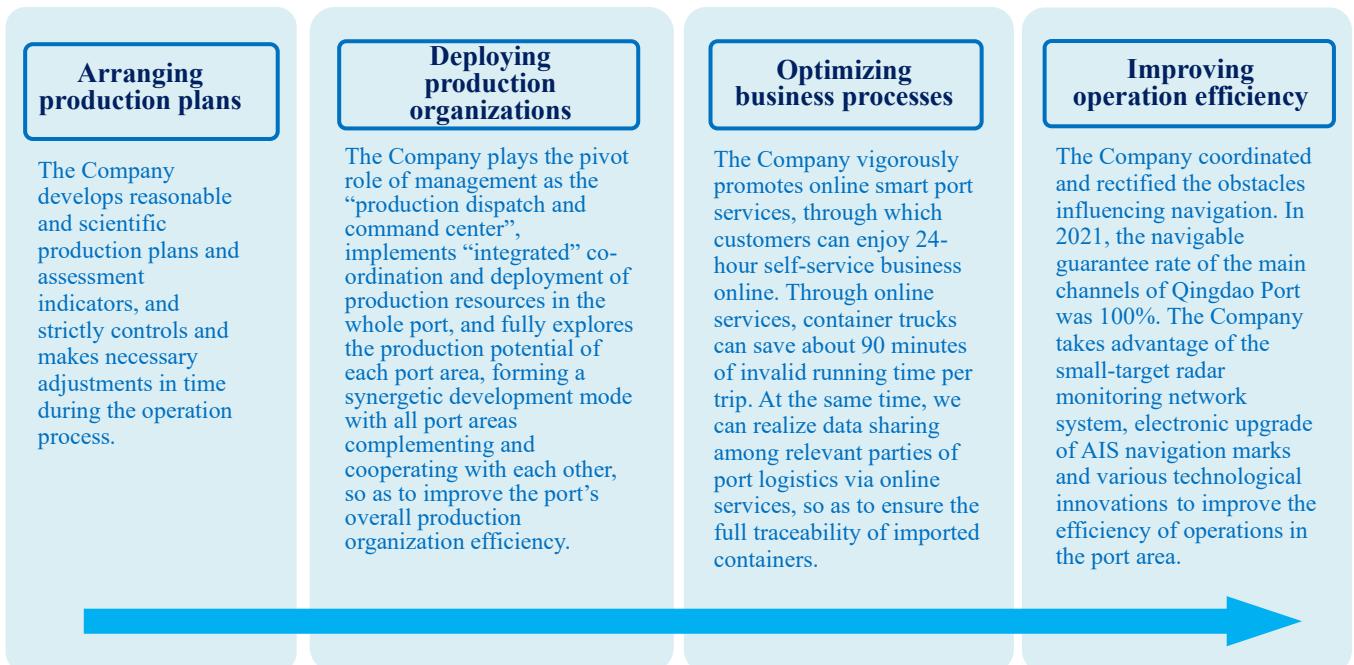 Arranging
production plans
The Company
develops reasonable
and scientific
production plans and
assessment
indicators, and
strictly controls and
makes necessary
adjustments in time
during the operation
process.
Deploying
production
organizations
The Company plays the pivot
role of management as the
“production dispatch and
command center”,
implements “integrated” co-
ordination and deployment of
production resources in the
whole port, and fully explores
the production potential of
each port area, forming a
synergetic development mode
with all port areas
complementing and
cooperating with each other,
so as to improve the port’s
overall production
organization efficiency.
Optimizing
business processes
The Company vigorously
promotes online smart port
services, through which
customers can enjoy 24-
hour self-service business
online. Through online
services, container trucks
can save about 90 minutes
of invalid running time per
trip. At the same time, we
can realize data sharing
among relevant parties of
port logistics via online
services, so as to ensure the
full traceability of imported
containers.
Improving
operation efficiency
The Company coordinated
and rectified the obstacles
influencing navigation. In
2021, the navigable
guarantee rate of the main
channels of Qingdao Port
was 100%. The Company
takes advantage of the
small-target radar
monitoring network
system, electronic upgrade
of AIS navigation marks
and various technological
innovations to improve the
efficiency of operations in
the port area.